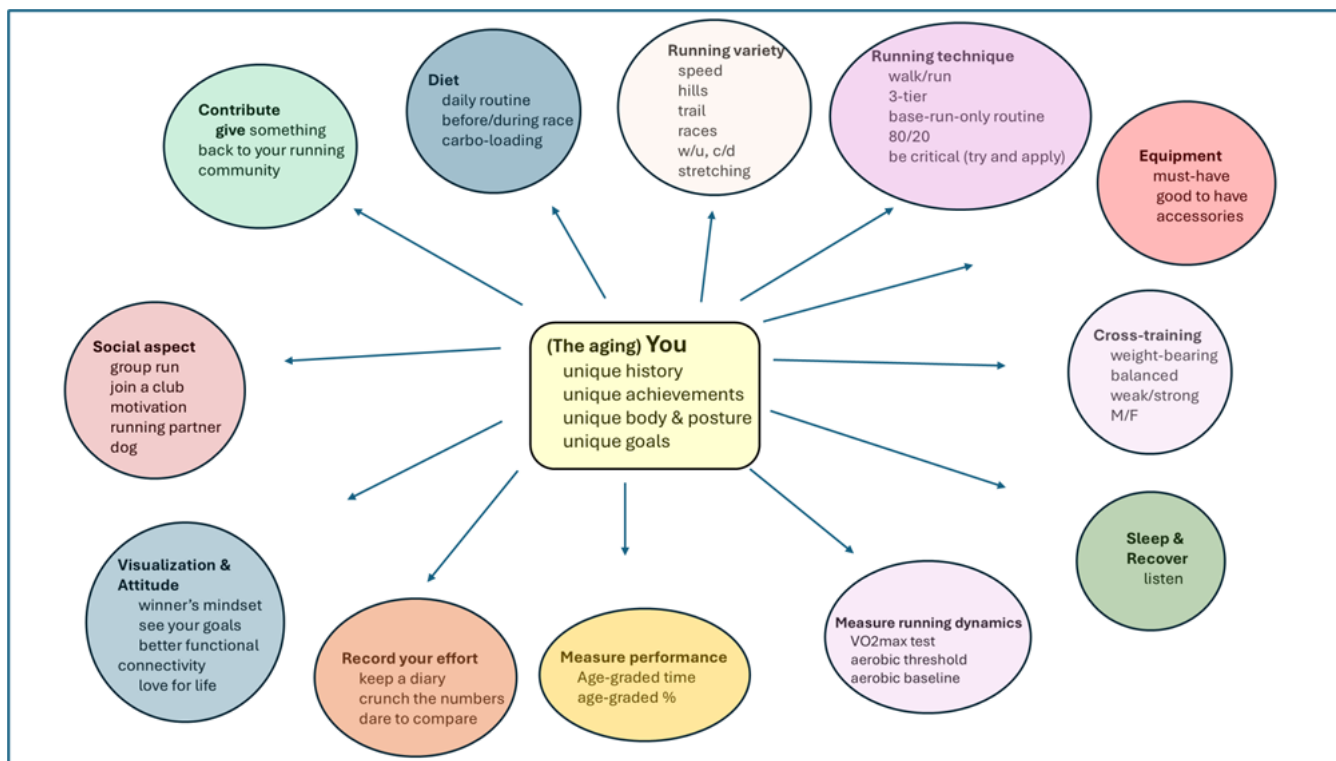 Contribute
give something
back to your running
community
Diet
daily routine
before/during race
carbo-loading
Running variety
speed
hills
trail
races
w/u, c/d
stretching
Running technique
walk/run
3-tier
base-run-only routine
80/20
be critical (try and apply)
Equipment
must-have
good to have
accessories
Social aspect
group run
join a club
motivation
running partner
dog
(The aging) You
unique history
unique achievements
unique body & posture
unique goals
Cross-training
weight-bearing
balanced
weak/strong
M/F
Visualization &
Attitude
winner's mindset
see your goals
better functional
connectivity
love for life
Record your effort
keep a diary
crunch the numbers
dare to compare
Measure performance
Age-graded time
age-graded %
Measure running dynamics
VO2max test
aerobic threshold
aerobic baseline
Sleep &
Recover
listen